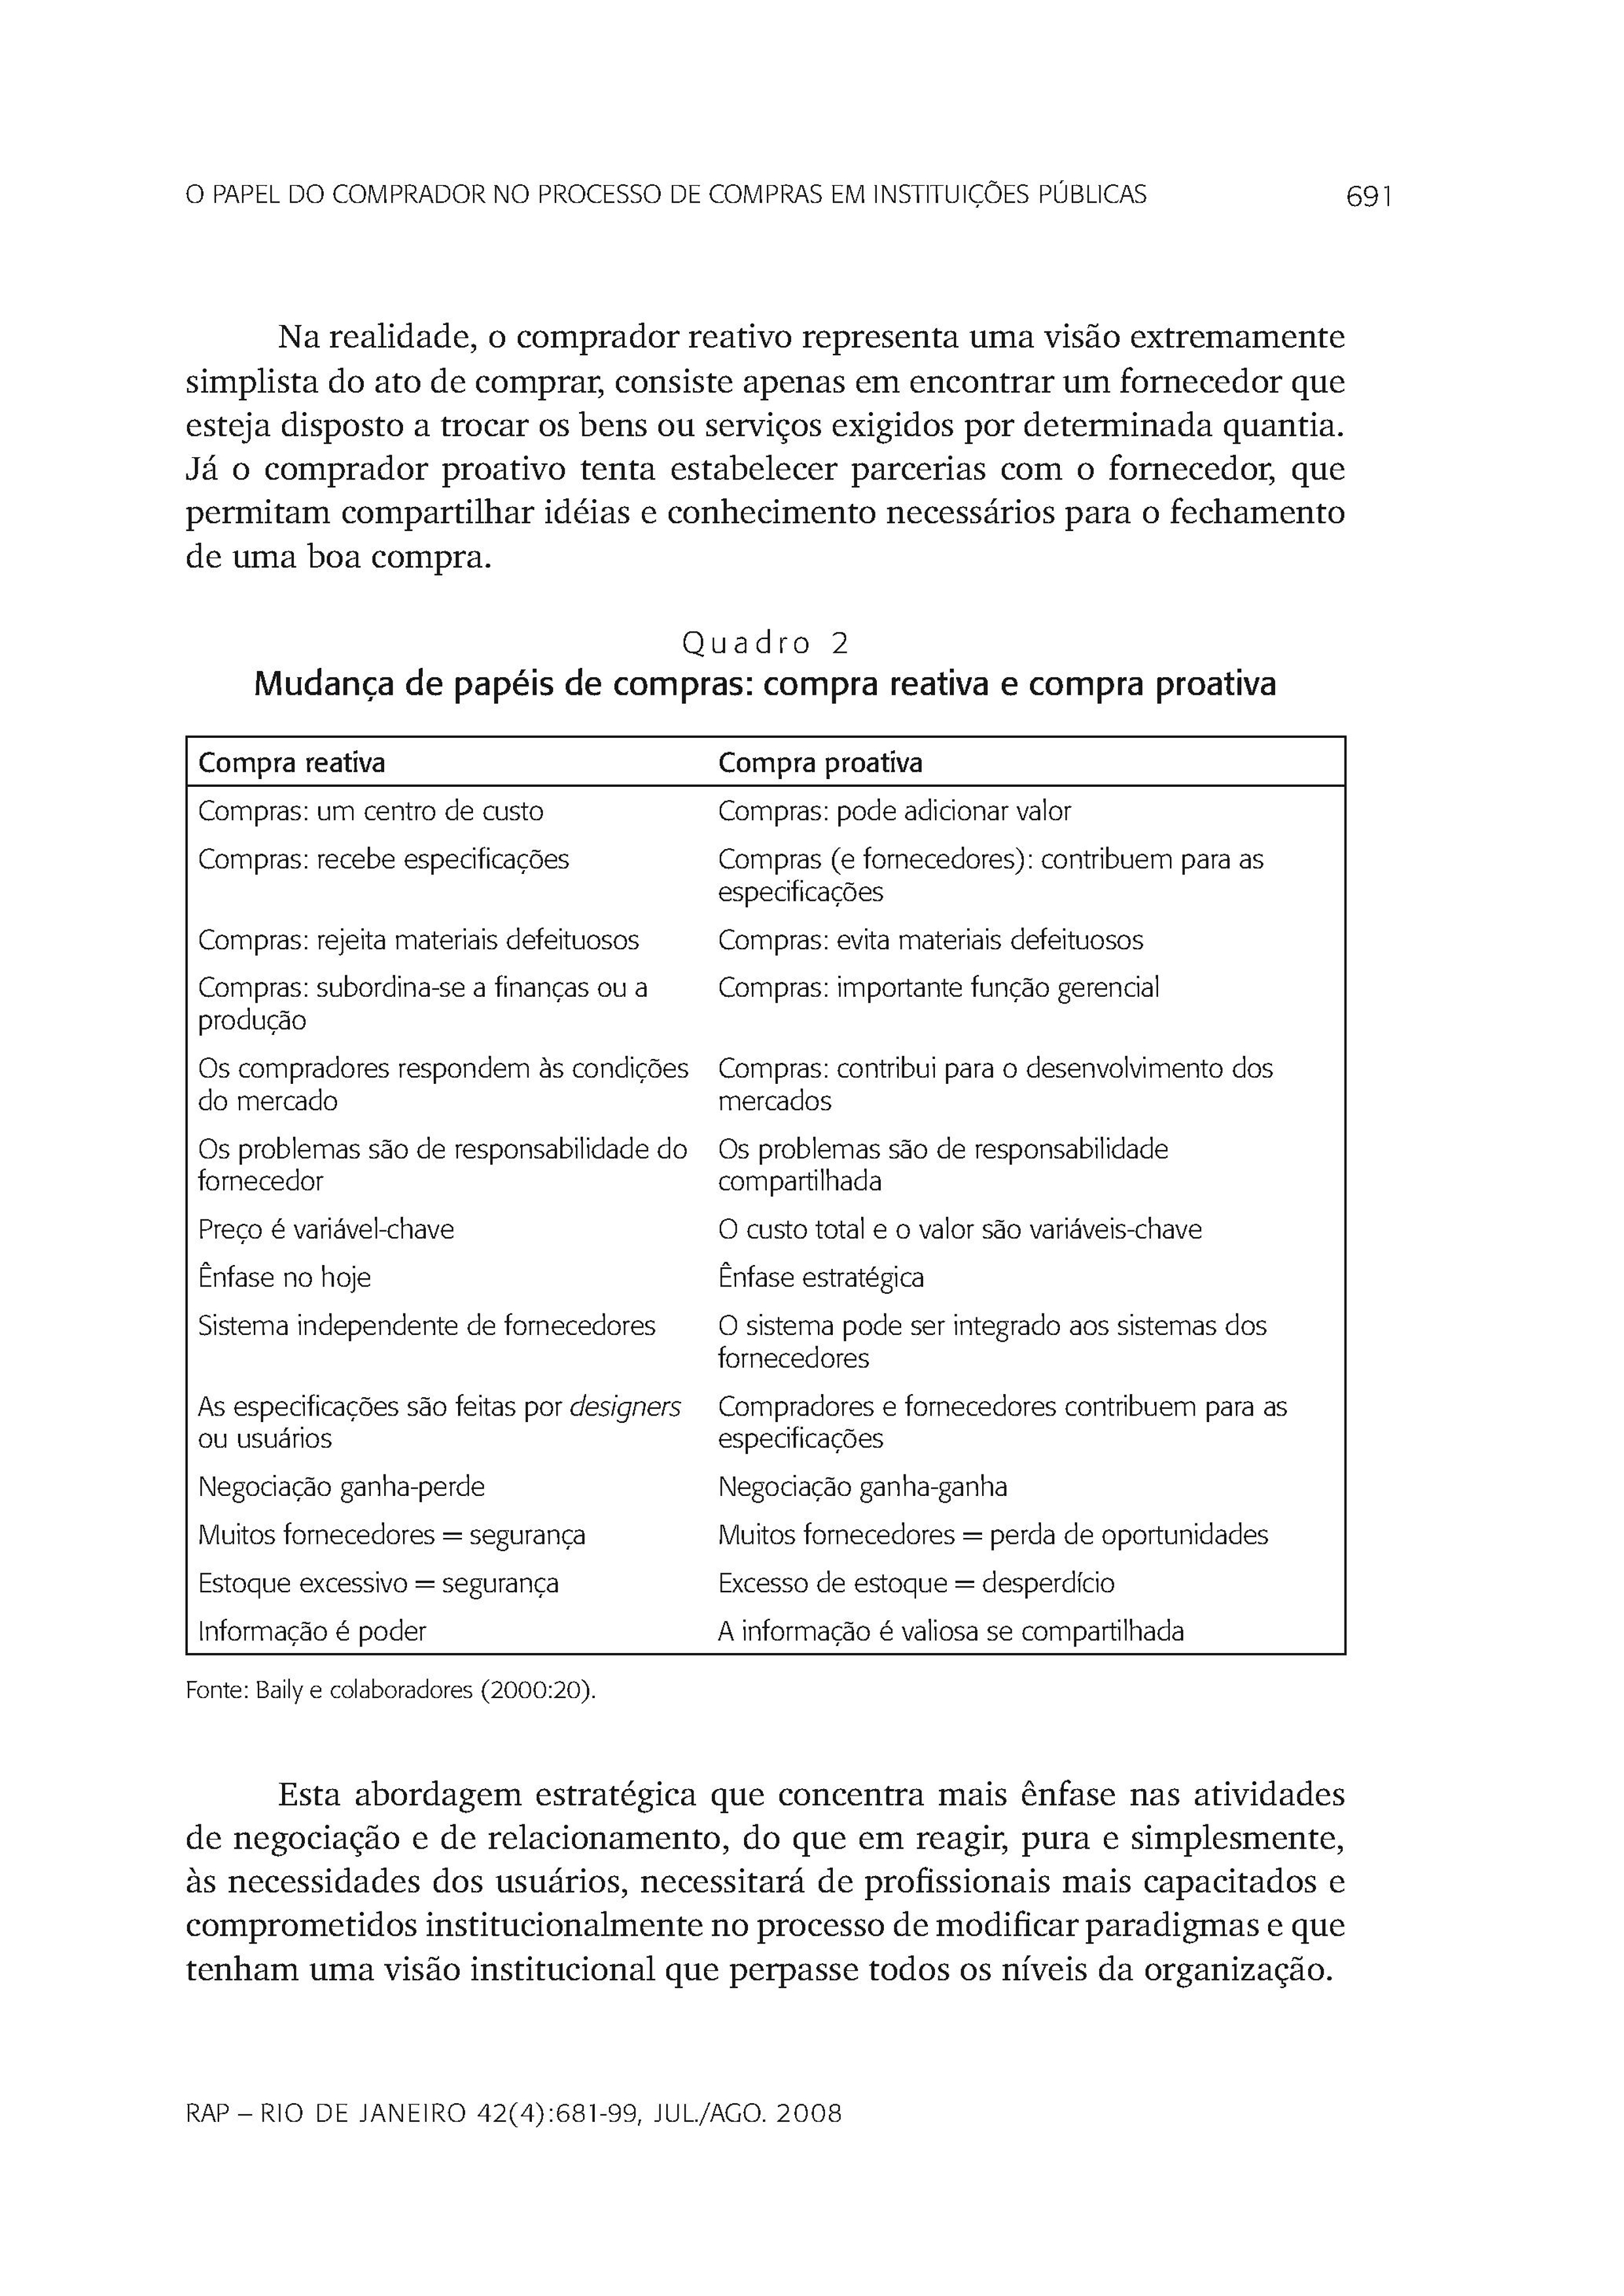 O PAPEL DO COMPRADOR NO PROCESSO DE COMPRAS EM INSTITUIÇÕES PÚBLICAS 691
Na realidade, o comprador reativo representa uma visão extremamente
simplista do ato de comprar, consiste apenas em encontrar um fornecedor que
esteja disposto a trocar os bens ou serviços exigidos por determinada quantia.
Já o comprador proativo tenta estabelecer parcerias com o fornecedor, que
permitam compartilhar idéias e conhecimento necessários para o fechamento
de uma boa compra.
Quadro 2
Mudança de papéis de compras: compra reativa e compra proativa
Compra reativa Compra proativa
Compras: um centro de custo Compras: pode adicionar valor
Compras: recebe especificações Compras (e fornecedores): contribuem para as
especificações
Compras: rejeita materiais defeituosos Compras: evita materiais defeituosos
Compras: subordina-se a finanças ou a Compras: importante função gerencial
produção
Os compradores respondem às condições Compras: contribui para o desenvolvimento dos
do mercado mercados
Os problemas são de responsabilidade do Os problemas são de responsabilidade
fornecedor compartilhada
Preço é variável-chave O custo total e o valor são variáveis-chave
Ênfase no hoje Ênfase estratégica
Sistema independente de fornecedores O sistema pode ser integrado aos sistemas dos
fornecedores
As especificações são feitas por designers Compradores e fornecedores contribuem para as
ou usuários especificações
Negociação ganha-perde Negociação ganha-ganha
Muitos fornecedores = segurança Muitos fornecedores = perda de oportunidades
Estoque excessivo = segurança Excesso de estoque = desperdício
Informação é poder A informação é valiosa se compartilhada
Fonte: Baily e colaboradores (2000:20).
Esta abordagem estratégica que concentra mais ênfase nas atividades
de negociação e de relacionamento, do que em reagir, pura e simplesmente,
às necessidades dos usuários, necessitará de profissionais mais capacitados e
comprometidos institucionalmente no processo de modificar paradigmas e que
tenham uma visão institucional que perpasse todos os níveis da organização.
RAP – RIO DE JANEIRO 42(4):681-99, JUL./AGO. 2008